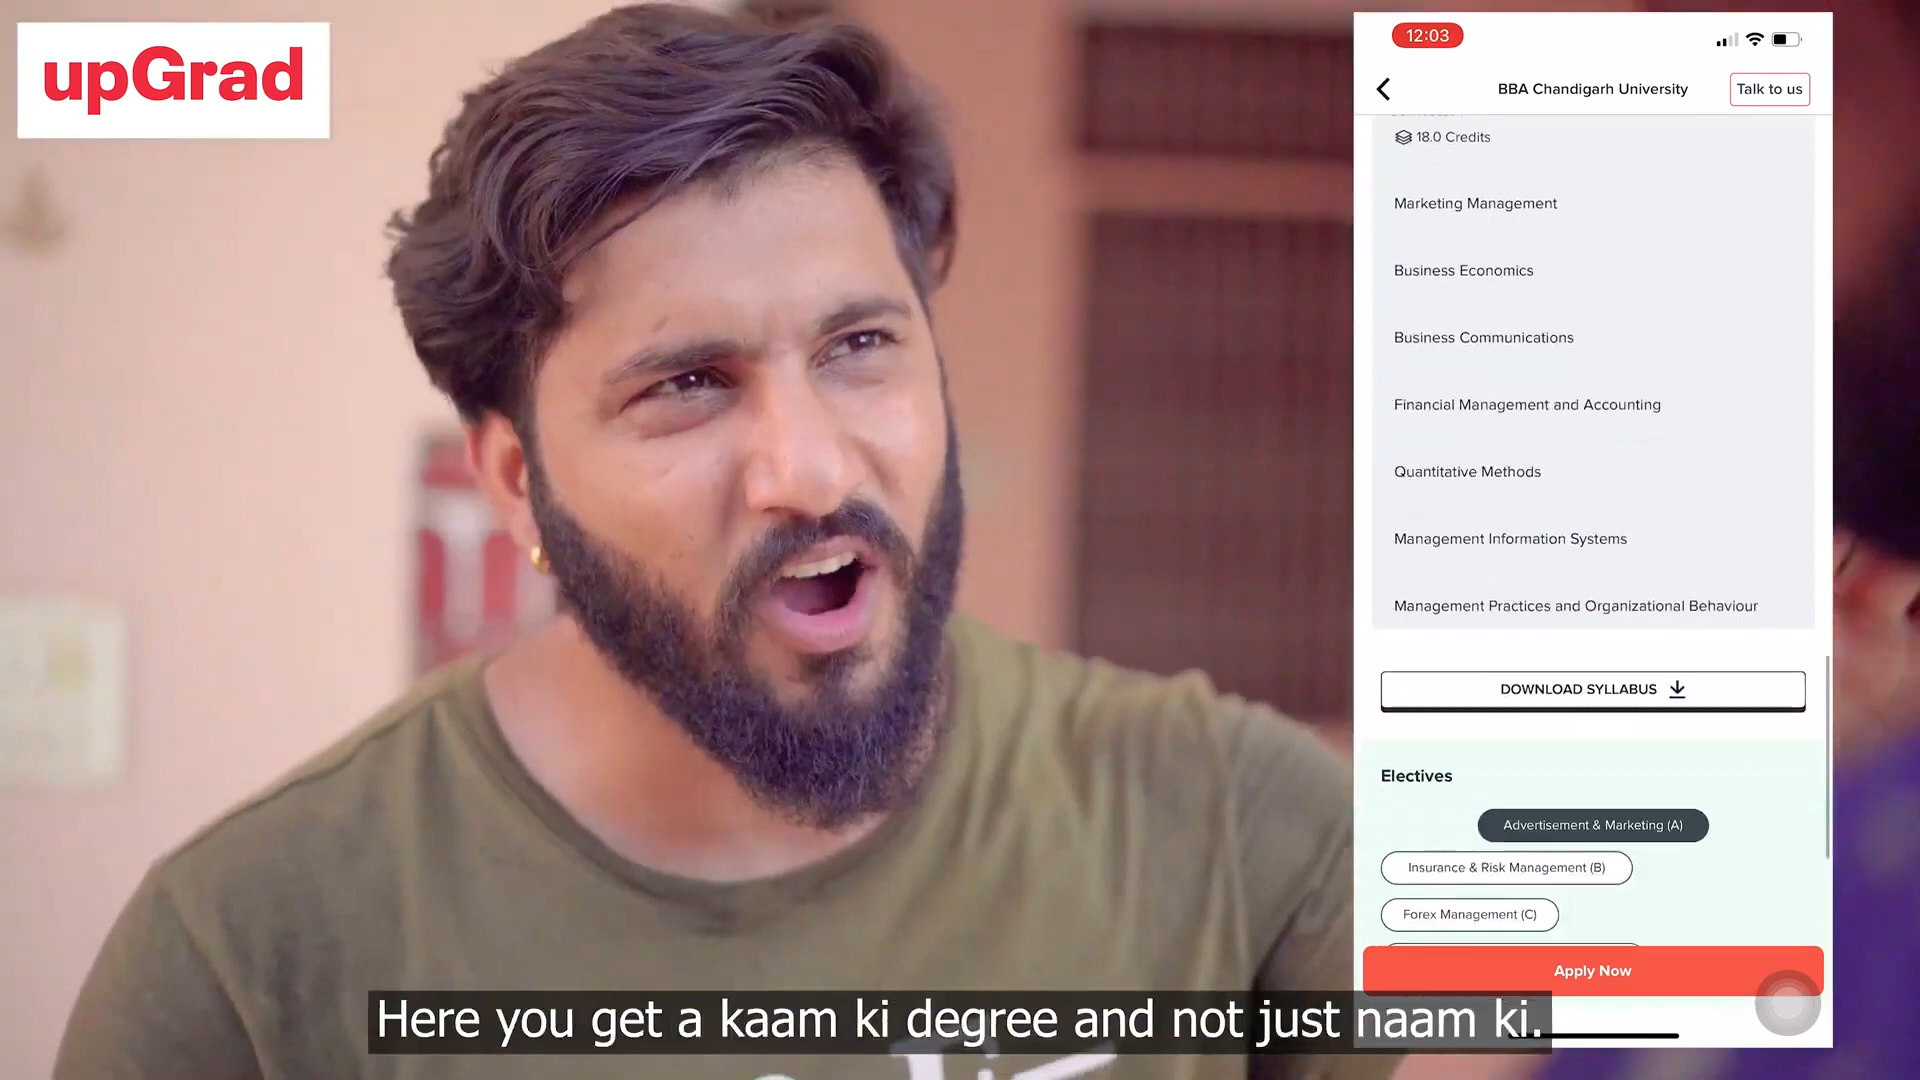 upGrad
12:03
BBA Chandigarh University
Talk to us
18.0 Credits
Marketing Management
Business Economics
Business Communications
Financial Management and Accounting
Quantitative Methods
Management Information Systems
Management Practices and Organizational Behaviour
DOWNLOAD SYLLABUS
Electives
Advertisement & Marketing (A)
Insurance & Risk Management (B)
Forex Management (C)
Apply Now
Here you get a kaam ki degree and not just naam ki.